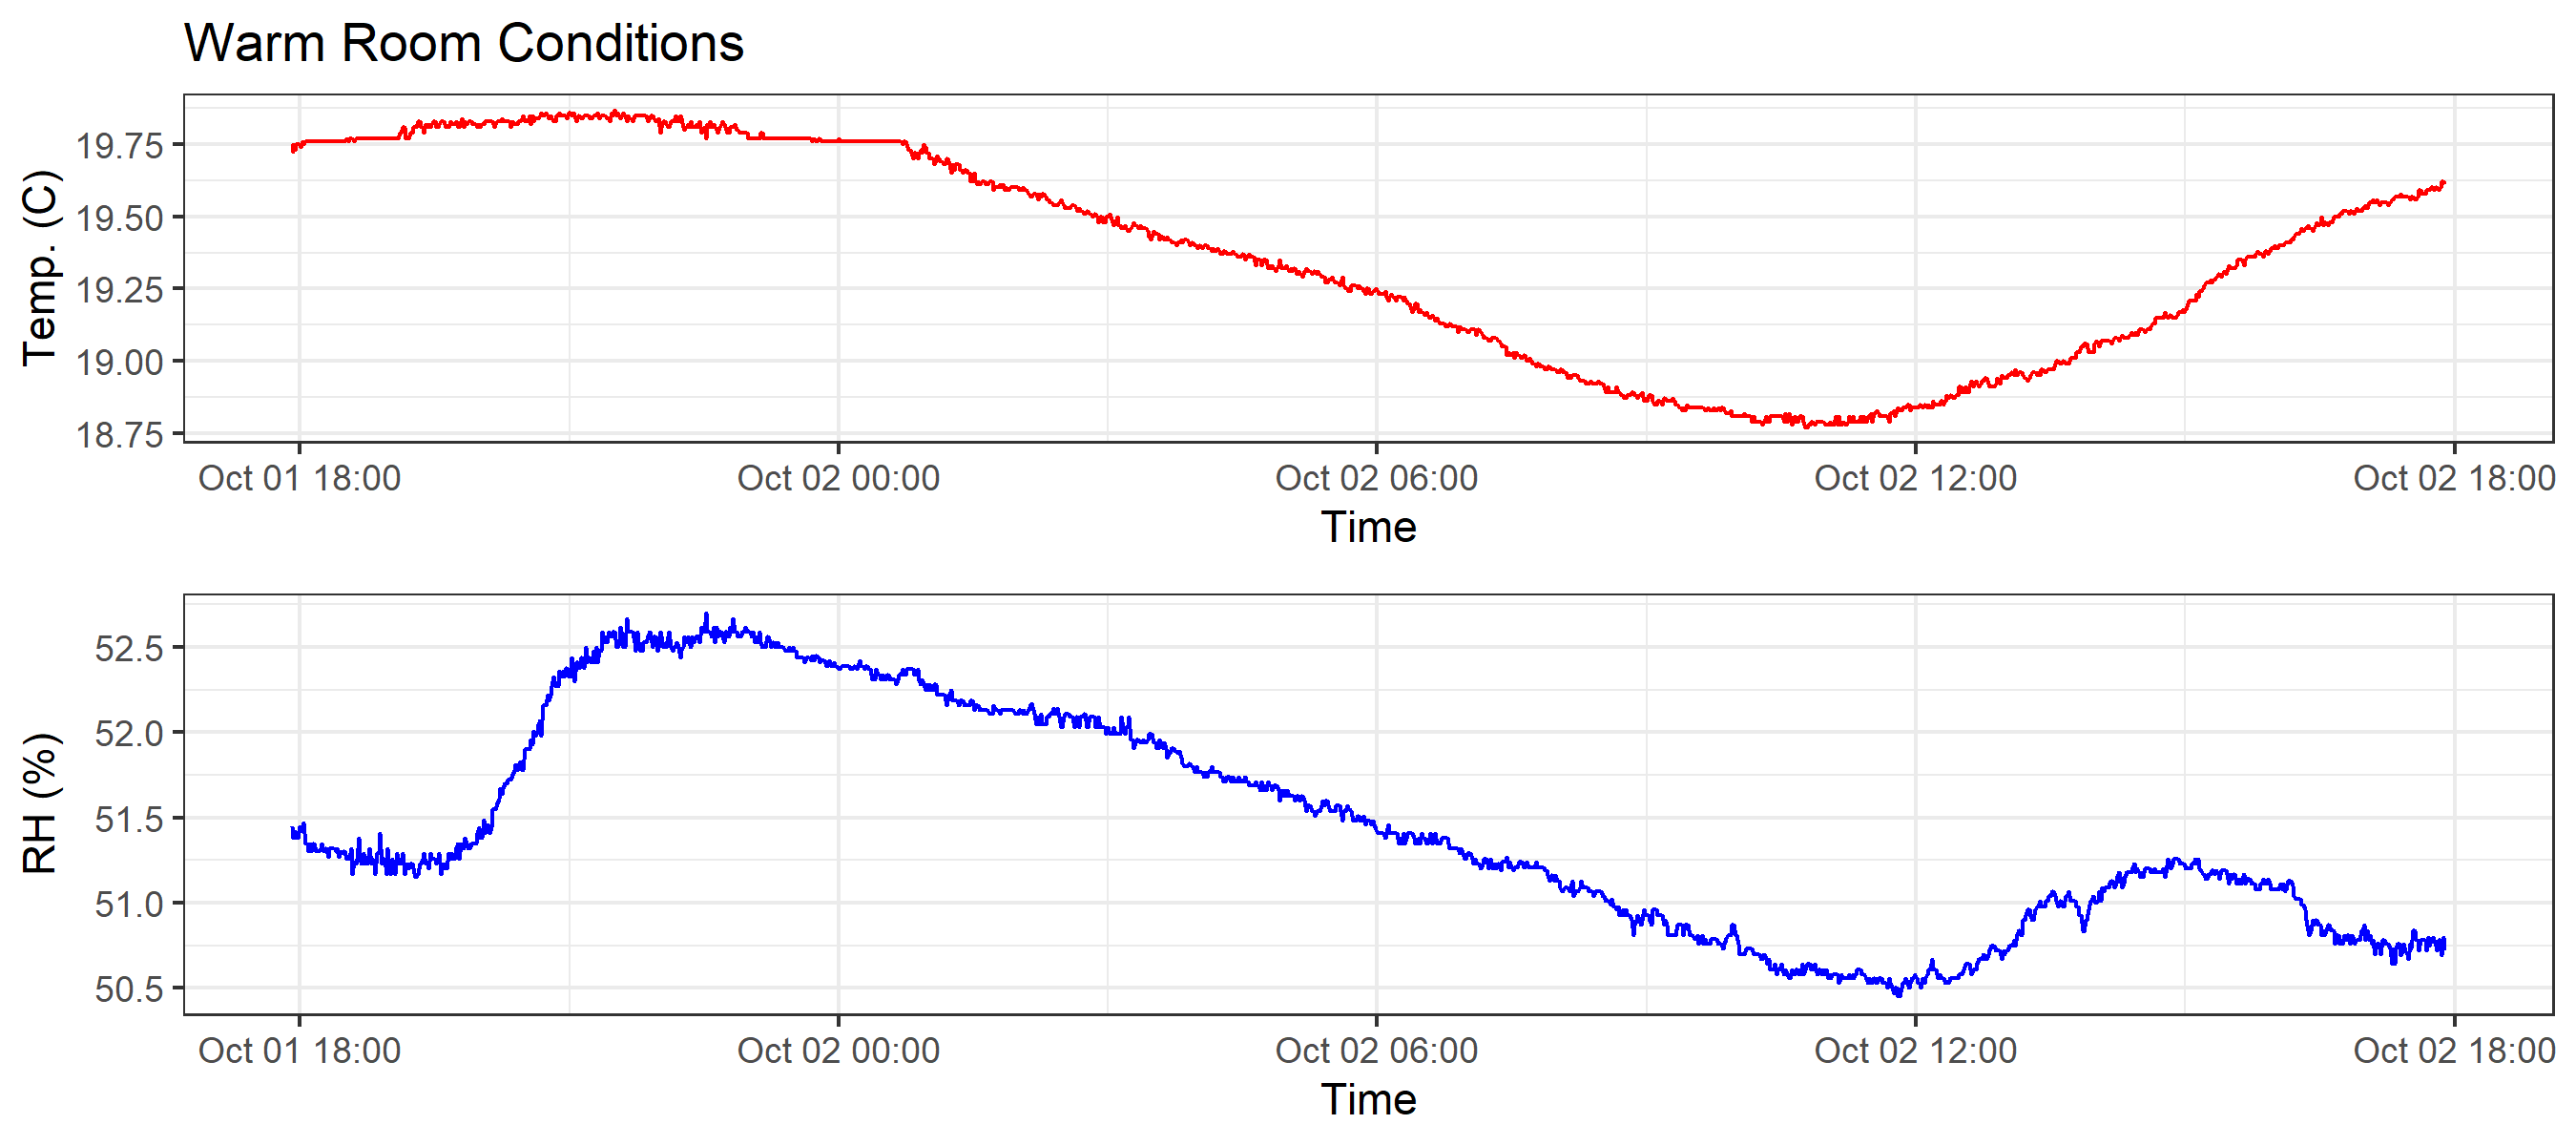 Warm Room Conditions
Temp. (C)
19.75
19.50
19.25
19.00
18.75
Oct 01 18:00 Oct 02 00:00 Oct 02 06:00 Oct 02 12:00 Oct 02 18:00
Time
RH (%)
52.5
52.0
51.5
51.0
50.5
Oct 01 18:00 Oct 02 00:00 Oct 02 06:00 Oct 02 12:00 Oct 02 18:00
Time